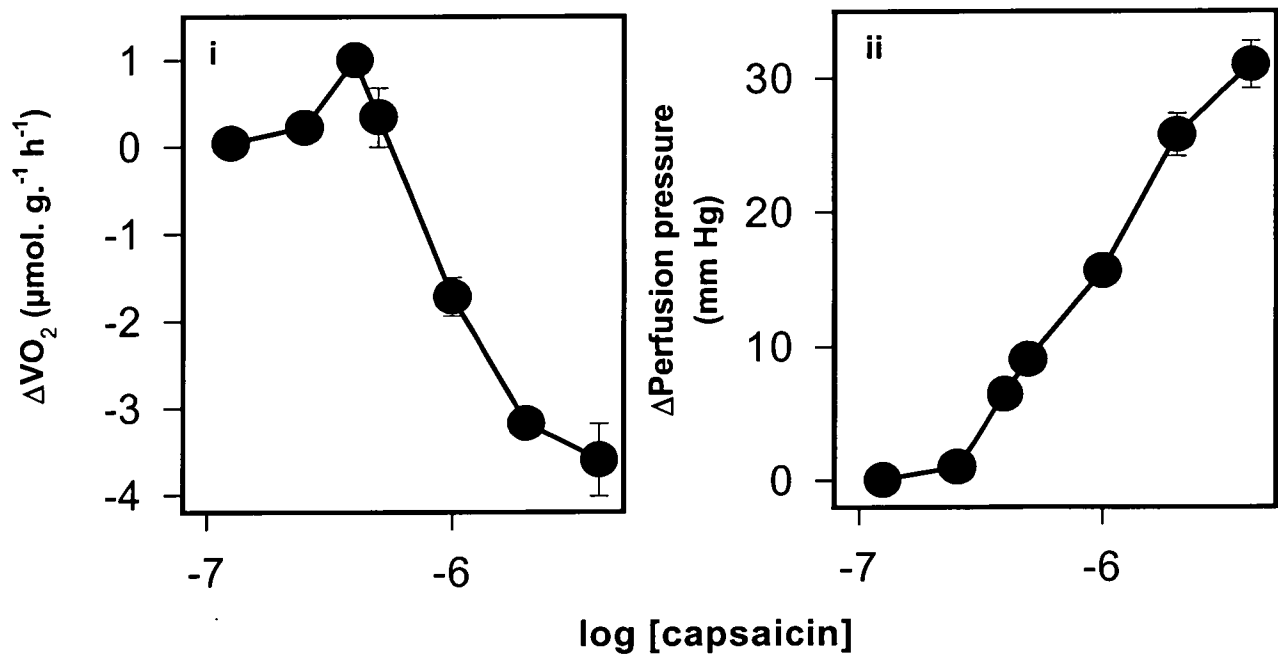 i
1
0
-1
-2
-3
-4
ΔVO₂ (µmol. g.⁻¹ h⁻¹)
-7
-6
ii
30
20
10
0
ΔPerfusion pressure
(mm Hg)
-7
-6
log [capsaicin]